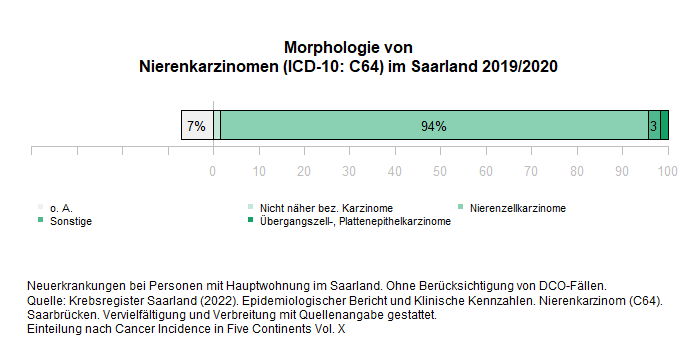 Morphologie von
Nierenkarzinomen (ICD-10: C64) im Saarland 2019/2020
7%
94%
3
0 10 20 30 40 50 60 70 80 90 100
o. A.
Nicht näher bez. Karzinome
Nierenzellkarzinome
Sonstige
Übergangszell-, Plattenepithelkarzinome
Neuerkrankungen bei Personen mit Hauptwohnung im Saarland. Ohne Berücksichtigung von DCO-Fällen.
Quelle: Krebsregister Saarland (2022). Epidemiologischer Bericht und Klinische Kennzahlen. Nierenkarzinom (C64).
Saarbrücken. Vervielfältigung und Verbreitung mit Quellenangabe gestattet.
Einteilung nach Cancer Incidence in Five Continents Vol. X